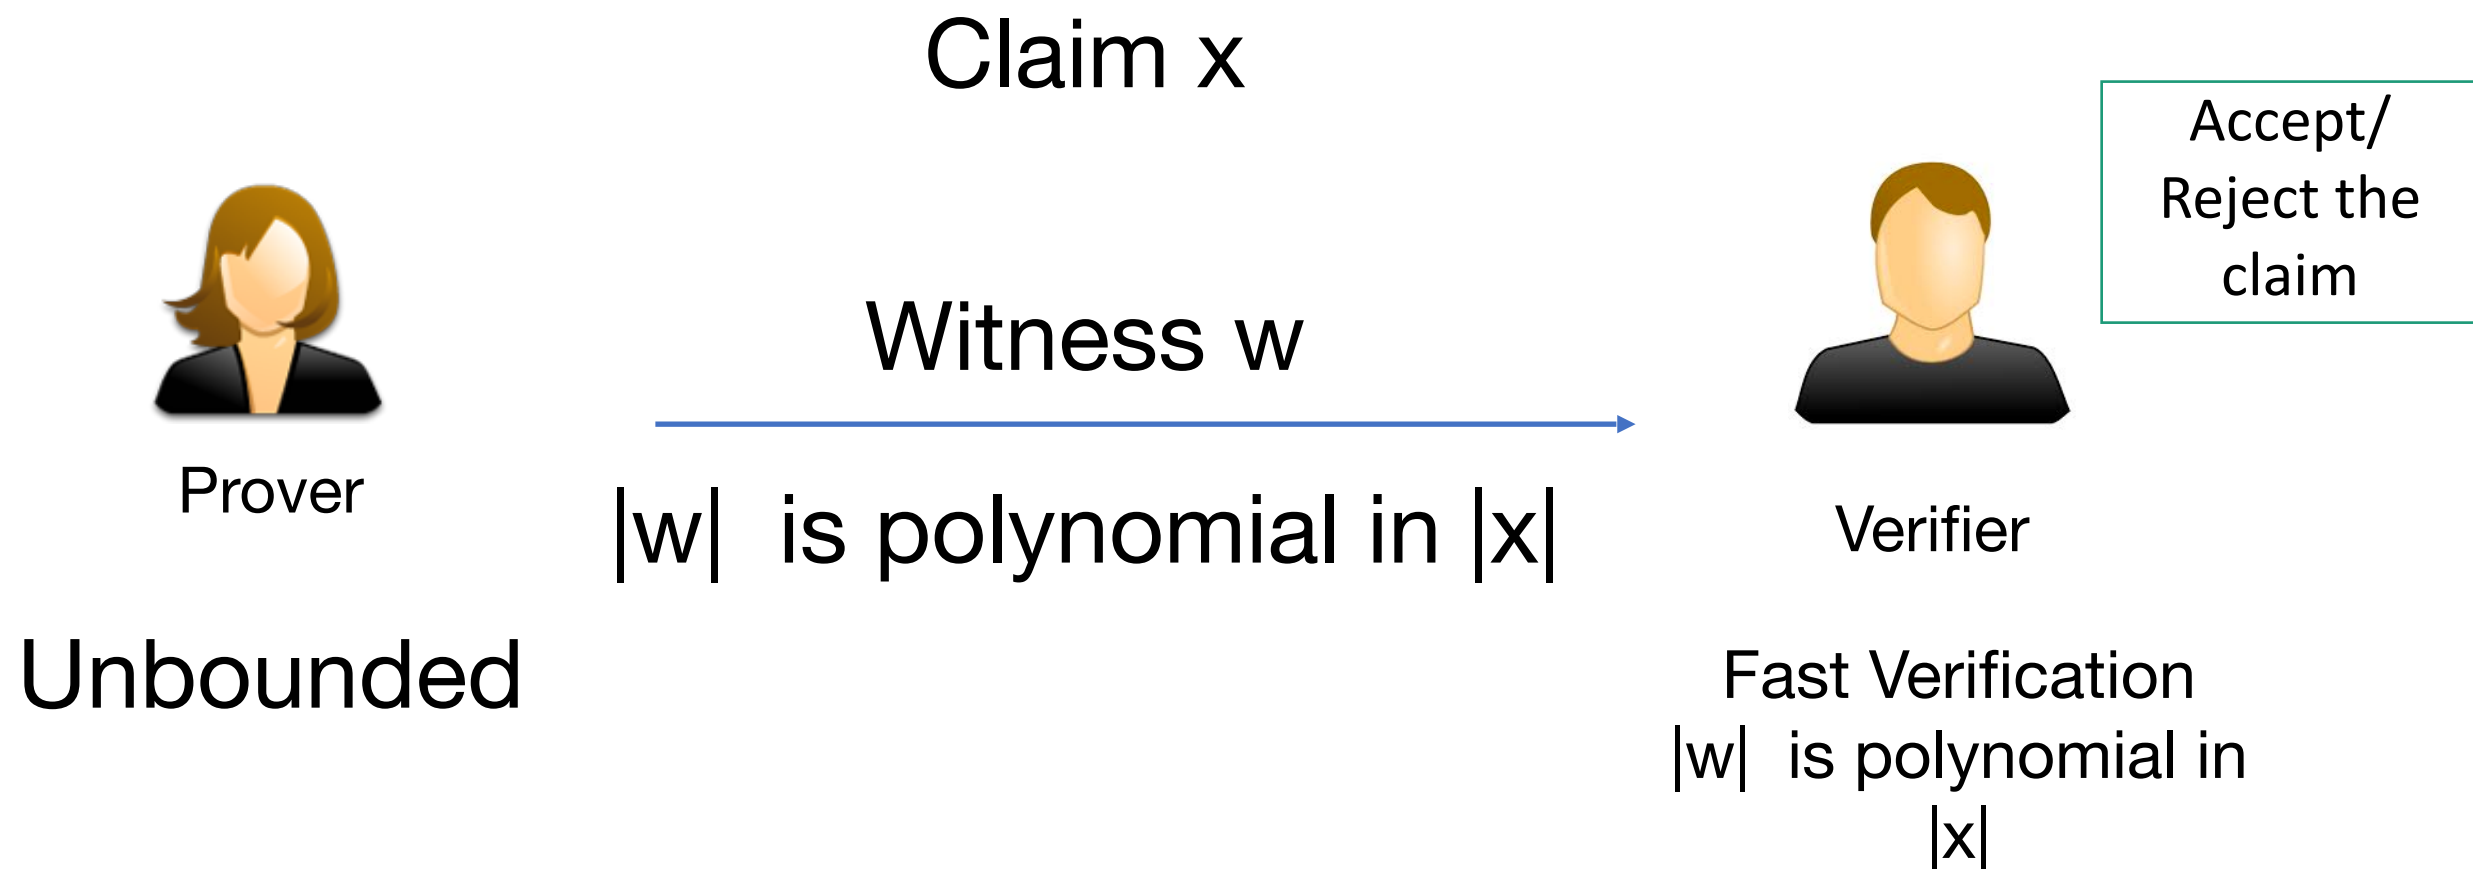 Claim x
Accept/
Reject the
claim
Witness w
Prover
|w| is polynomial in |x|
Verifier
Unbounded
Fast Verification
|w| is polynomial in
|x|